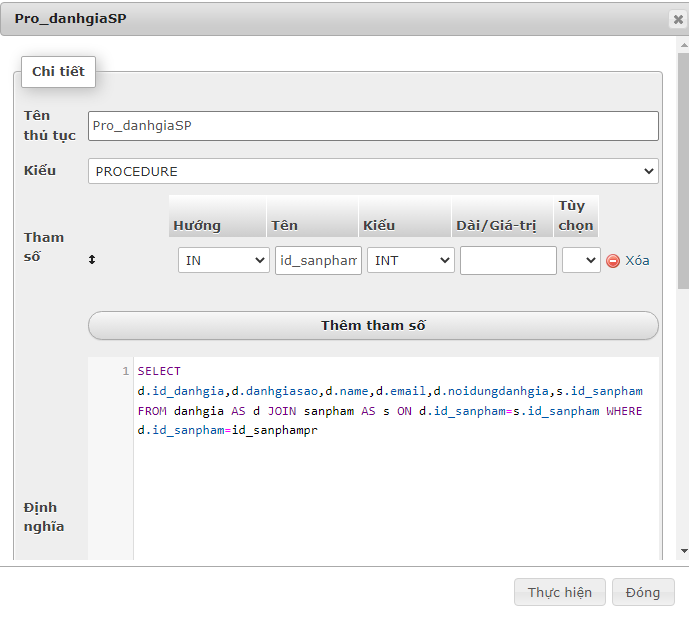 Pro_danhgiaSP
Chi tiết
Tên
thủ tục
Pro_danhgiaSP
Kiểu
PROCEDURE
Tham
số
Hướng
Tên
Kiểu
Dài/Giá-trị
Tùy
chọn
IN
id_sanpham
INT
Xóa
Thêm tham số
Định
nghĩa
1 SELECT
d.id_danhgia,d.danhgiasao,d.name,d.email,d.noidungdanhgia,s.id_sanpham
FROM danhgia AS d JOIN sanpham AS s ON d.id_sanpham=s.id_sanpham WHERE
d.id_sanpham=id_sanphampr
Thực hiện
Đóng